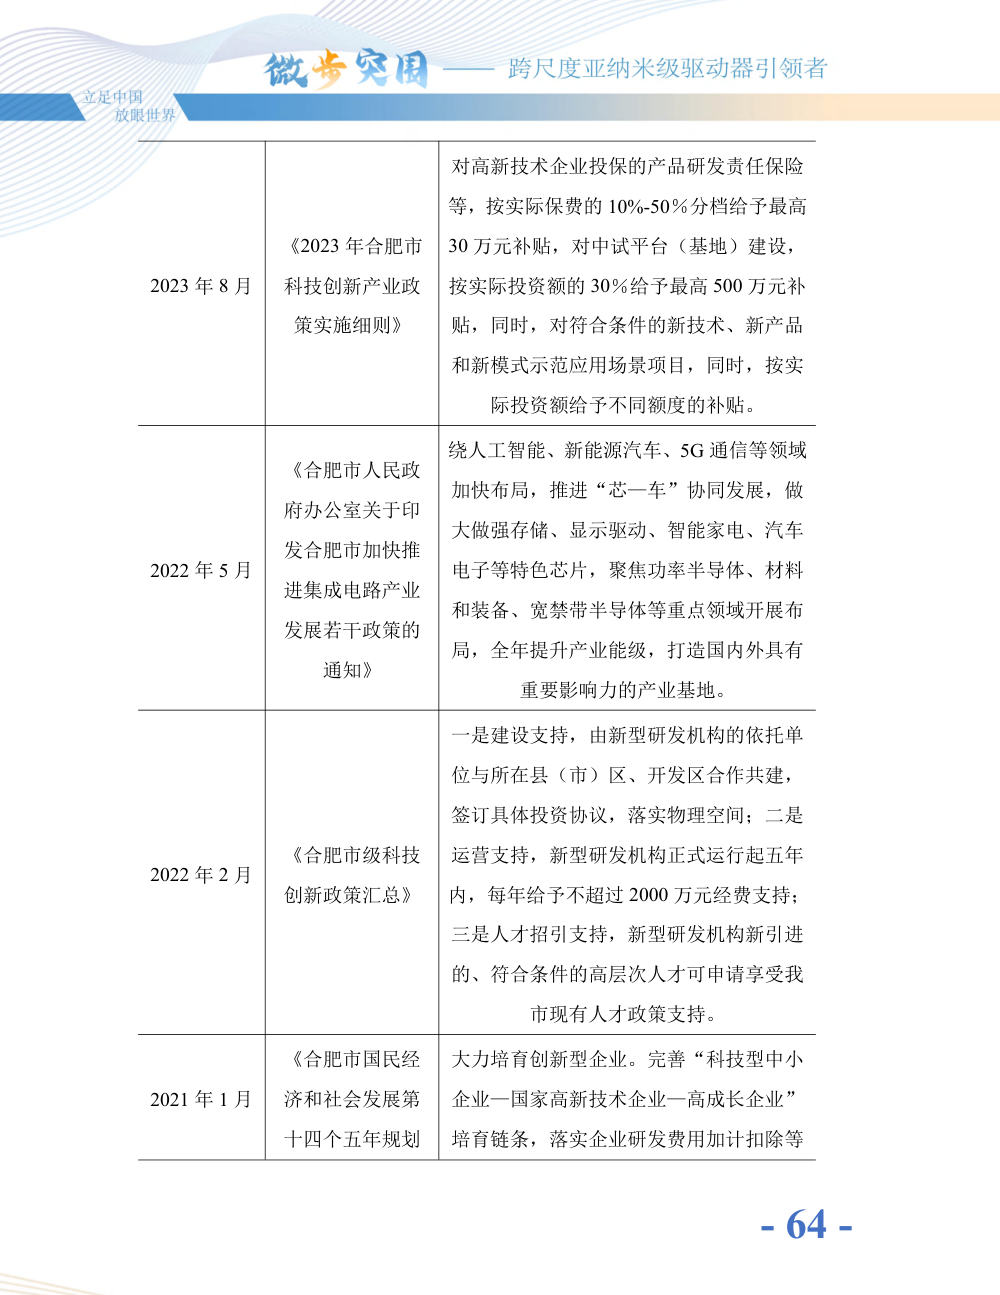 微步突围 —— 跨尺度亚纳米级驱动器引领者
立足中国
放眼世界
2023 年 8 月
《2023 年合肥市
科技创新产业政
策实施细则》
对高新技术企业投保的产品研发责任保险
等，按实际保费的 10%-50%分档给予最高
30 万元补贴，对中试平台（基地）建设，
按实际投资额的 30%给予最高 500 万元补
贴，同时，对符合条件的新技术、新产品
和新模式示范应用场景项目，同时，按实
际投资额给予不同额度的补贴。
2022 年 5 月
《合肥市人民政
府办公室关于印
发合肥市加快推
进集成电路产业
发展若干政策的
通知》
绕人工智能、新能源汽车、5G 通信等领域
加快布局，推进“芯—车”协同发展，做
大做强存储、显示驱动、智能家电、汽车
电子等特色芯片，聚焦功率半导体、材料
和装备、宽禁带半导体等重点领域开展布
局，全年提升产业能级，打造国内外具有
重要影响力的产业基地。
2022 年 2 月
《合肥市级科技
创新政策汇总》
一是建设支持，由新型研发机构的依托单
位与所在县（市）区、开发区合作共建，
签订具体投资协议，落实物理空间；二是
运营支持，新型研发机构正式运行起五年
内，每年给予不超过 2000 万元经费支持；
三是人才招引支持，新型研发机构新引进
的、符合条件的高层次人才可申请享受我
市现有人才政策支持。
2021 年 1 月
《合肥市国民经
济和社会发展第
十四个五年规划
大力培育创新型企业。完善“科技型中小
企业—国家高新技术企业—高成长企业”
培育链条，落实企业研发费用加计扣除等
- 64 -